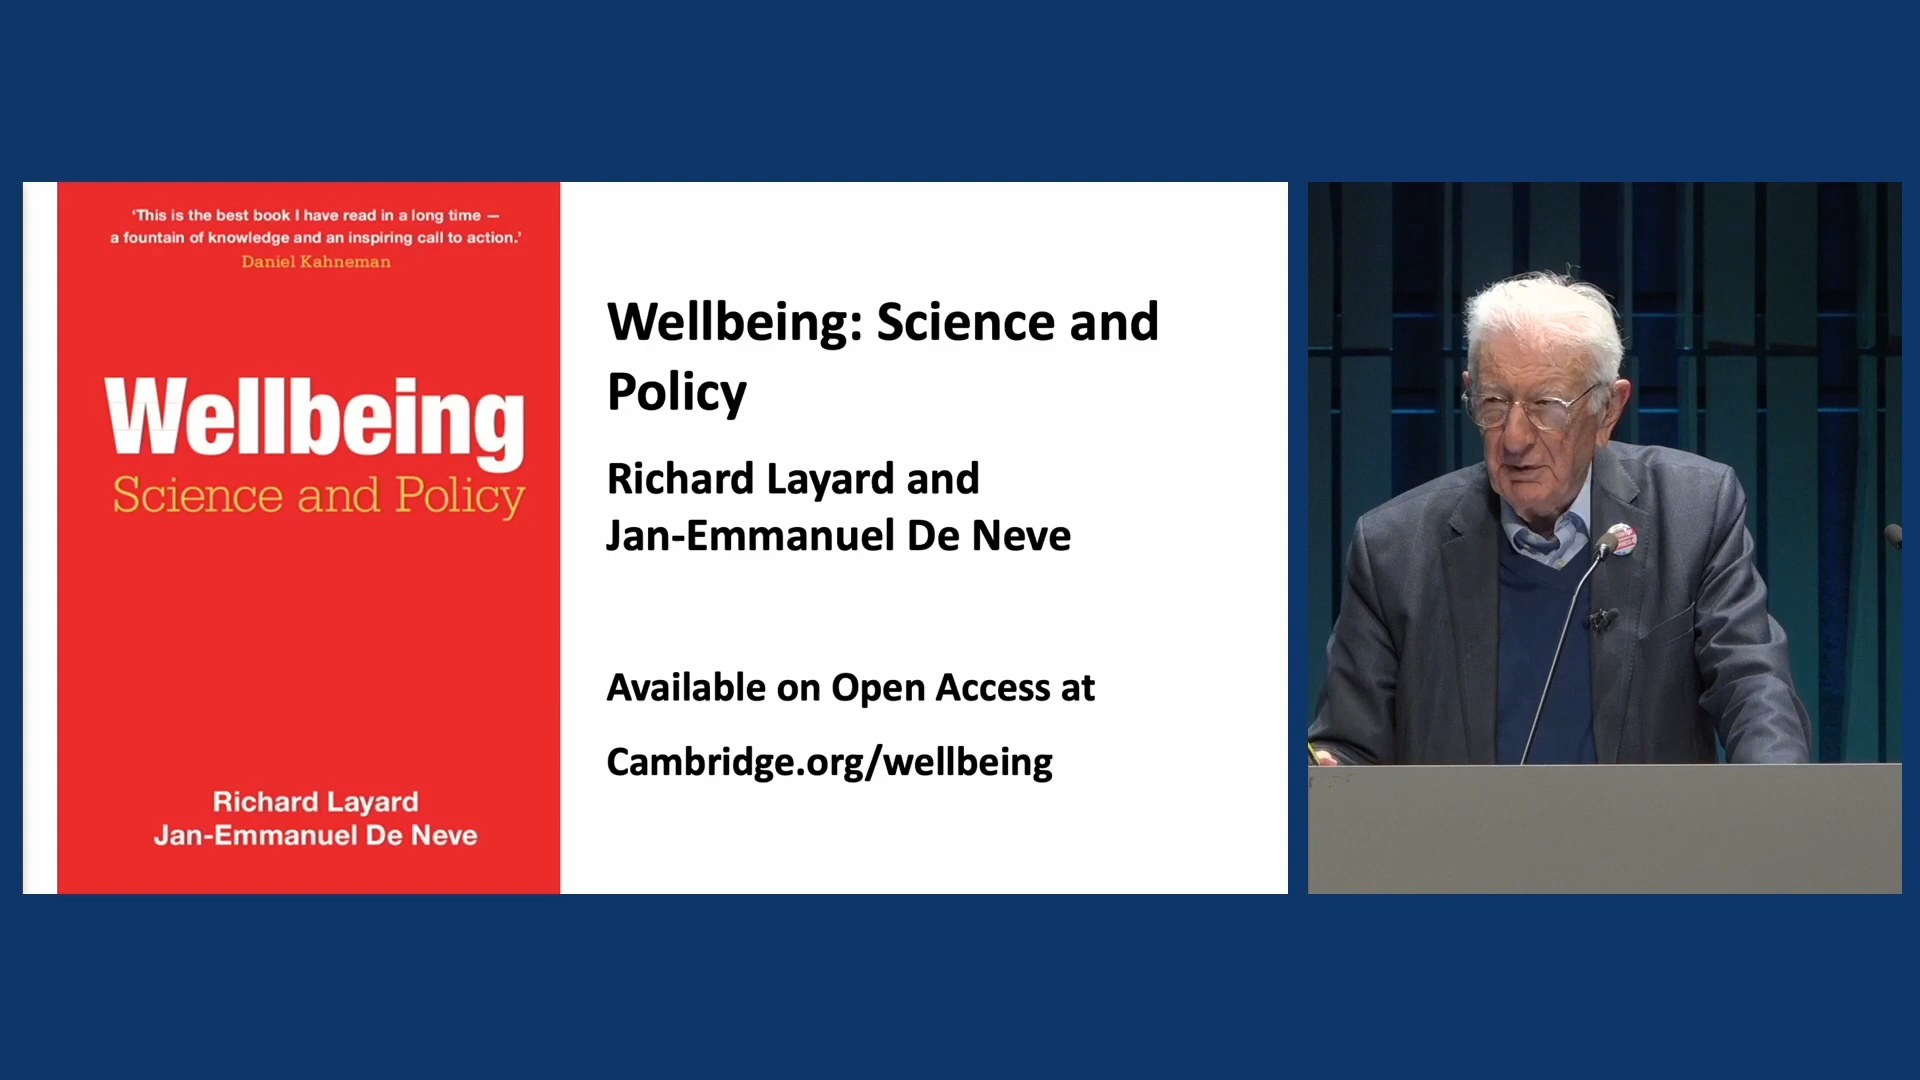 ‘This is the best book I have read in a long time —
a fountain of knowledge and an inspiring call to action.’
Daniel Kahneman
Wellbeing
Science and Policy
Richard Layard
Jan-Emmanuel De Neve
Wellbeing: Science and
Policy
Richard Layard and
Jan-Emmanuel De Neve
Available on Open Access at
Cambridge.org/wellbeing